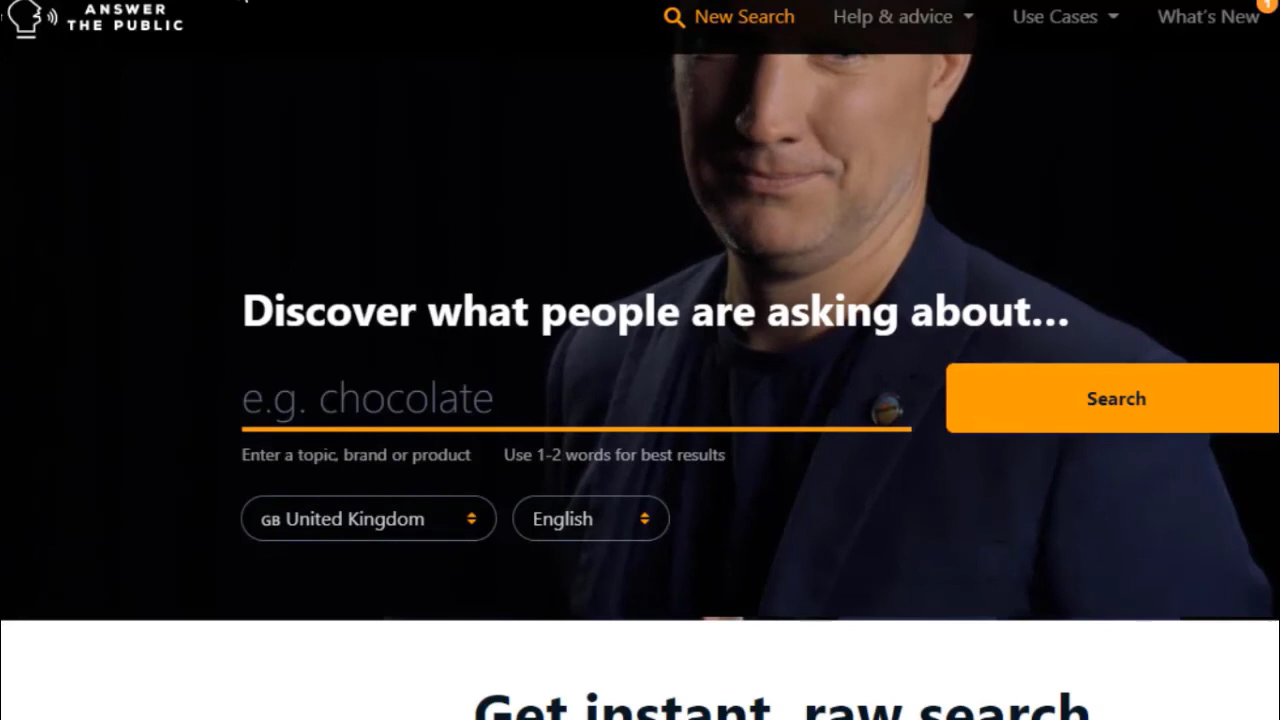 ANSWER
THE PUBLIC
New Search
Help & advice
Use Cases
What's New
1
Discover what people are asking about...
e.g. chocolate
Search
Enter a topic, brand or product
Use 1-2 words for best results
GB United Kingdom
English
Get instant, raw search